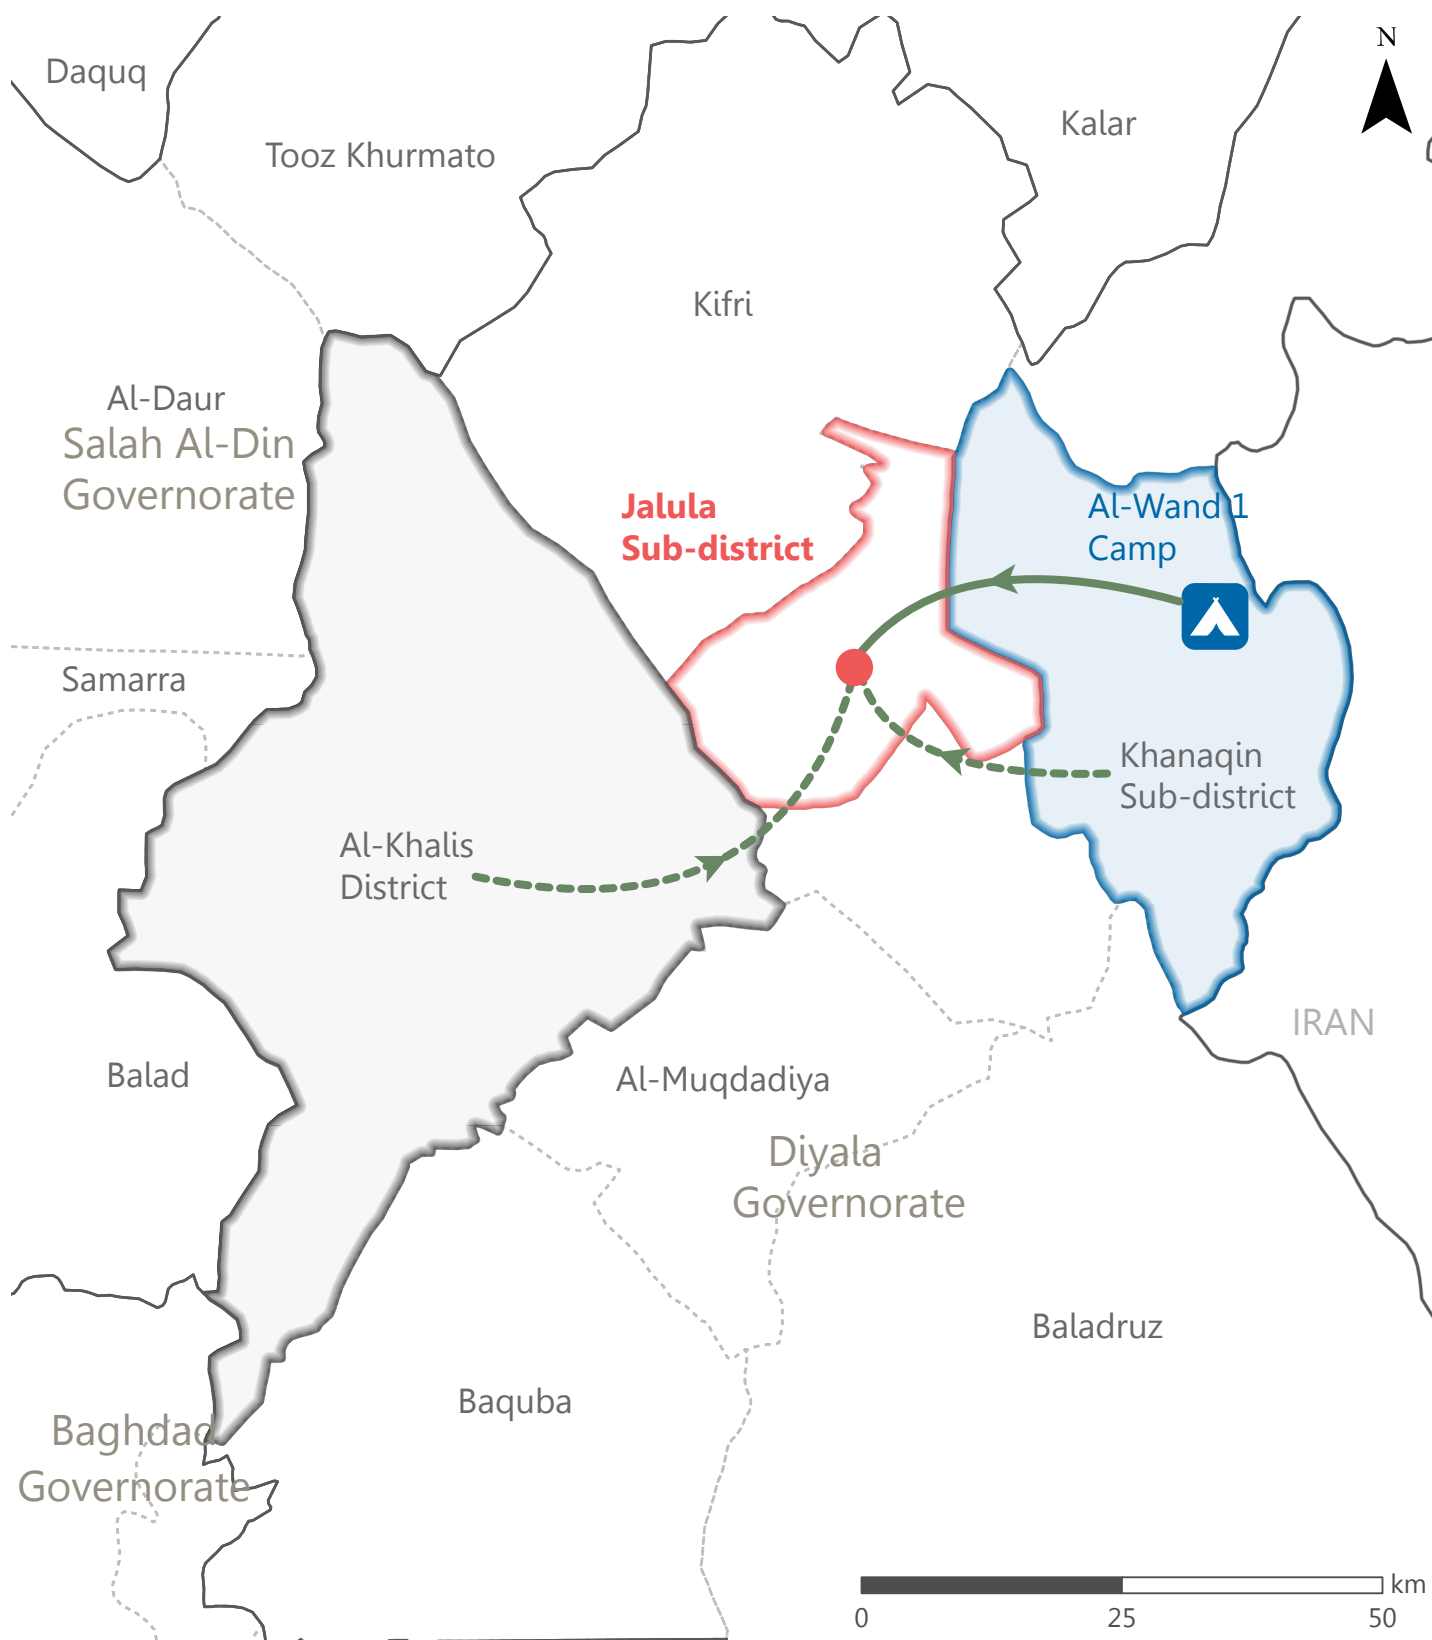 N
Daquq
Kalar
Tooz Khurmato
Kifri
Al-Daur
Salah Al-Din
Governorate
Jalula
Sub-district
Al-Wand 1
Camp
Samarra
Khanaqin
Sub-district
Al-Khalis
District
IRAN
Balad
Al-Muqdadiya
Diyala
Governorate
Baladruz
Baquba
Baghdad
Governorate
km
0 25 50